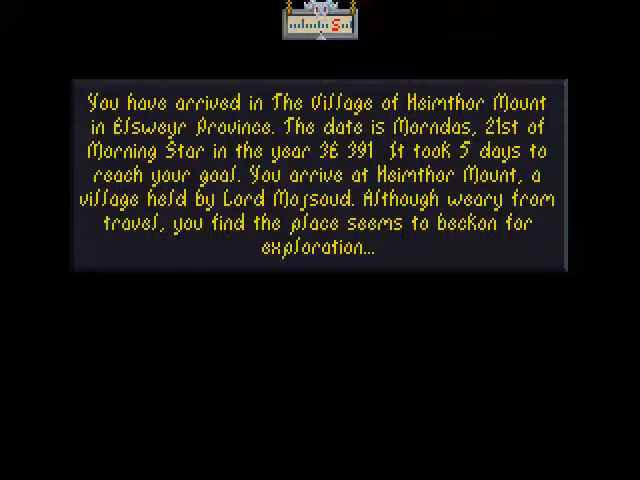 S
You have arrived in The Village of Heimthor Mount
in Elsweyr Province. The date is Morndas, 21st of
Morning Star in the year 3E 391  It took 5 days to
reach your goal. You arrive at Heimthor Mount, a
village held by Lord Mojsoud. Although weary from
travel, you find the place seems to beckon for
exploration...